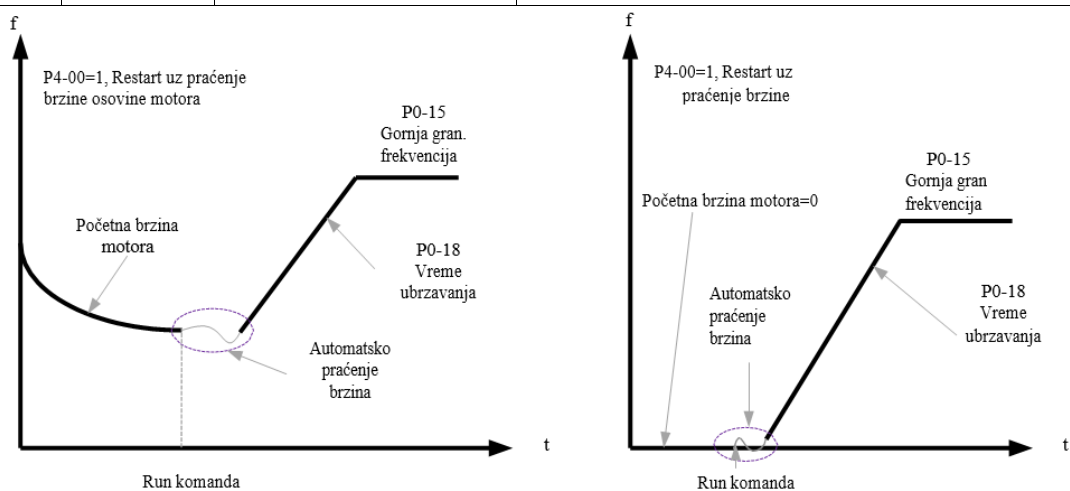 f
P4-00=1, Restart uz praćenje
brzine osovine motora
P0-15
Gornja gran.
frekvencija
Početna brzina
motora
P0-18
Vreme
ubrzavanja
Automatsko
praćenje
brzina
t
Run komanda
f
P4-00=1, Restart uz
praćenje brzine
P0-15
Gornja gran
frekvencija
Početna brzina motora=0
P0-18
Vreme
ubrzavanja
Automatsko
praćenje
brzina
t
Run komanda